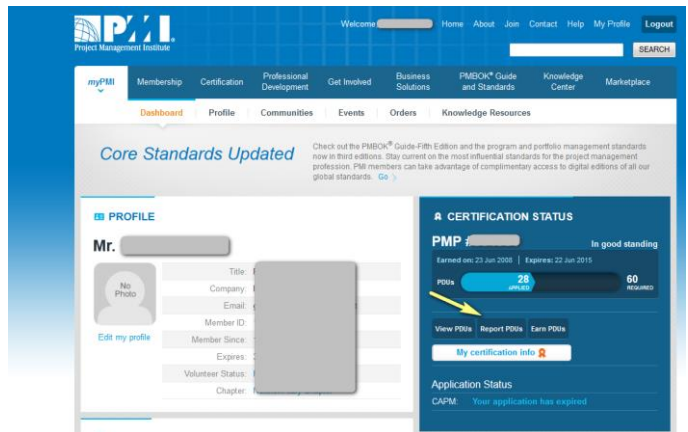 PMI
Project Management Institute
Welcome Home About Join Contact Help My Profile Logout
SEARCH
myPMI Membership Certification Professional Development Get Involved Business Solutions PMBOK® Guide and Standards Knowledge Center Marketplace
Dashboard Profile Communities Events Orders Knowledge Resources
Core Standards Updated
Check out the PMBOK® Guide-Fifth Edition and the program and portfolio management standards
now in third editions. Stay current on the most influential standards for the project management
profession. PMI members can take advantage of complimentary access to digital editions of all our
global standards. Go
PROFILE
Mr.
No
Photo
Edit my profile
Title:
Company:
Email:
Member ID:
Member Since:
Expires:
Volunteer Status:
Chapter:
CERTIFICATION STATUS
PMP In good standing
Earned on: 23 Jun 2008 | Expires: 22 Jun 2015
PDUs 28 APPLIED 60 REQUIRED
View PDUs Report PDUs Earn PDUs
My certification info
Application Status
CAPM: Your application has expired